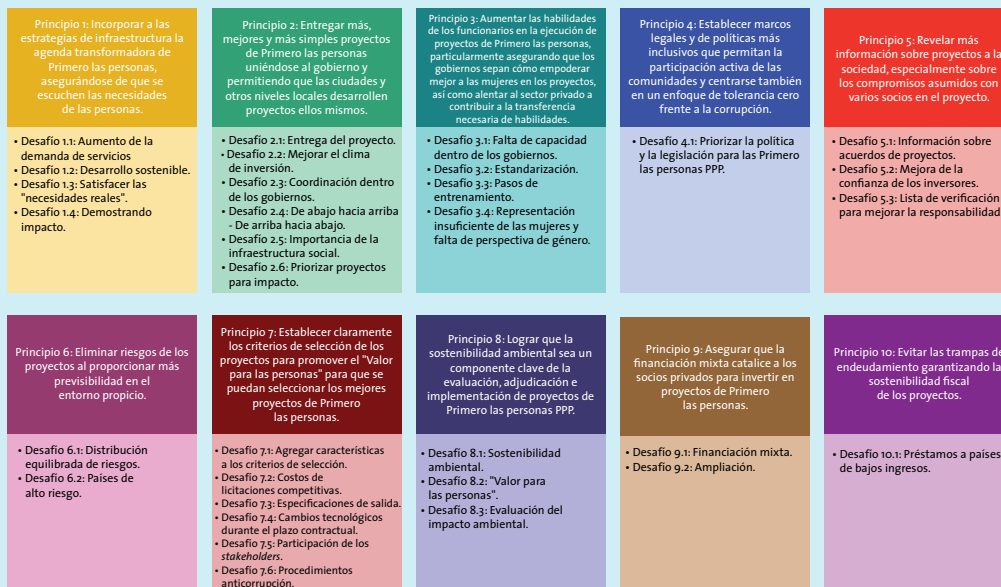 Principio 1: Incorporar a las
estrategias de infraestructura la
agenda transformadora de
Primero las personas,
asegurándose de que se
escuchen las necesidades
de las personas.
• Desafío 1.1: Aumento de la
demanda de servicios
• Desafío 1.2: Desarrollo sostenible.
• Desafío 1.3: Satisfacer las
"necesidades reales".
• Desafío 1.4: Demostrando
impacto.
Principio 2: Entregar más,
mejores y más simples proyectos
de Primero las personas
uniéndose al gobierno y
permitiendo que las ciudades y
otros niveles locales desarrollen
proyectos ellos mismos.
• Desafío 2.1: Entrega del proyecto.
• Desafío 2.2: Mejorar el clima
de inversión.
• Desafío 2.3: Coordinación dentro
de los gobiernos.
• Desafío 2.4: De abajo hacia arriba
- De arriba hacia abajo.
• Desafío 2.5: Importancia de la
infraestructura social.
• Desafío 2.6: Priorizar proyectos
para impacto.
Principio 3: Aumentar las habilidades
de los funcionarios en la ejecución de
proyectos de Primero las personas,
particularmente asegurando que los
gobiernos sepan cómo empoderar
mejor a las mujeres en los proyectos,
así como alentar al sector privado a
contribuir a la transferencia
necesaria de habilidades.
• Desafío 3.1: Falta de capacidad
dentro de los gobiernos.
• Desafío 3.2: Estandarización.
• Desafío 3.3: Pasos de
entrenamiento.
• Desafío 3.4: Representación
insuficiente de las mujeres y
falta de perspectiva de género.
Principio 4: Establecer marcos
legales y de políticas más
inclusivos que permitan la
participación activa de las
comunidades y centrarse también
en un enfoque de tolerancia cero
frente a la corrupción.
• Desafío 4.1: Priorizar la política
y la legislación para las Primero
las personas PPP.
Principio 5: Revelar más
información sobre proyectos a la
sociedad, especialmente sobre
los compromisos asumidos con
varios socios en el proyecto.
• Desafío 5.1: Información sobre
acuerdos de proyectos.
• Desafío 5.2: Mejora de la
confianza de los inversores.
• Desafío 5.3: Lista de verificación
para mejorar la responsabilidad
Principio 6: Eliminar riesgos de los
proyectos al proporcionar más
previsibilidad en el
entorno propicio.
• Desafío 6.1: Distribución
equilibrada de riesgos.
• Desafío 6.2: Países de
alto riesgo.
Principio 7: Establecer claramente
los criterios de selección de los
proyectos para promover el "Valor
para las personas" para que se
puedan seleccionar los mejores
proyectos de Primero
las personas.
• Desafío 7.1: Agregar características
a los criterios de selección.
• Desafío 7.2: Costos de
licitaciones competitivas.
• Desafío 7.3: Especificaciones de salida.
• Desafío 7.4: Cambios tecnológicos
durante el plazo contractual.
• Desafío 7.5: Participación de los
stakeholders.
• Desafío 7.6: Procedimientos
anticorrupción.
Principio 8: Lograr que la
sostenibilidad ambiental sea un
componente clave de la
evaluación, adjudicación e
implementación de proyectos de
Primero las personas PPP.
• Desafío 8.1: Sostenibilidad
ambiental.
• Desafío 8.2: "Valor para
las personas".
• Desafío 8.3: Evaluación del
impacto ambiental.
Principio 9: Asegurar que la
financiación mixta catalice a los
socios privados para invertir en
proyectos de Primero
las personas.
• Desafío 9.1: Financiación mixta.
• Desafío 9.2: Ampliación.
Principio 10: Evitar las trampas de
endeudamiento garantizando la
sostenibilidad fiscal
de los proyectos.
• Desafío 10.1: Préstamos a países
de bajos ingresos.